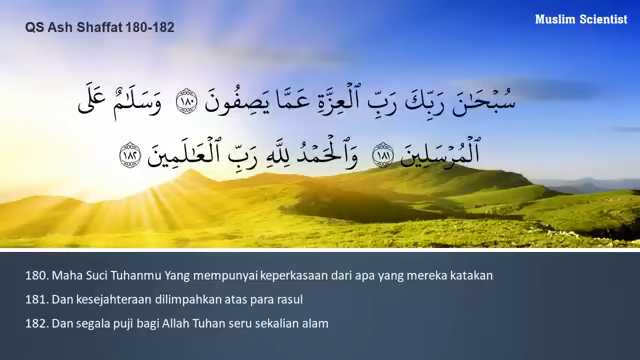 QS Ash Shaffat 180-182
Muslim Scientist
سُبْحَـٰنَ رَبِّكَ رَبِّ ٱلْعِزَّةِ عَمَّا يَصِفُونَ ١٨٠ وَسَلَـٰمٌ عَلَى
ٱلْمُرْسَلِينَ ١٨١ وَٱلْحَمْدُ لِلَّهِ رَبِّ ٱلْعَـٰلَمِينَ ١٨٢
180. Maha Suci Tuhanmu Yang mempunyai keperkasaan dari apa yang mereka katakan
181. Dan kesejahteraan dilimpahkan atas para rasul
182. Dan segala puji bagi Allah Tuhan seru sekalian alam